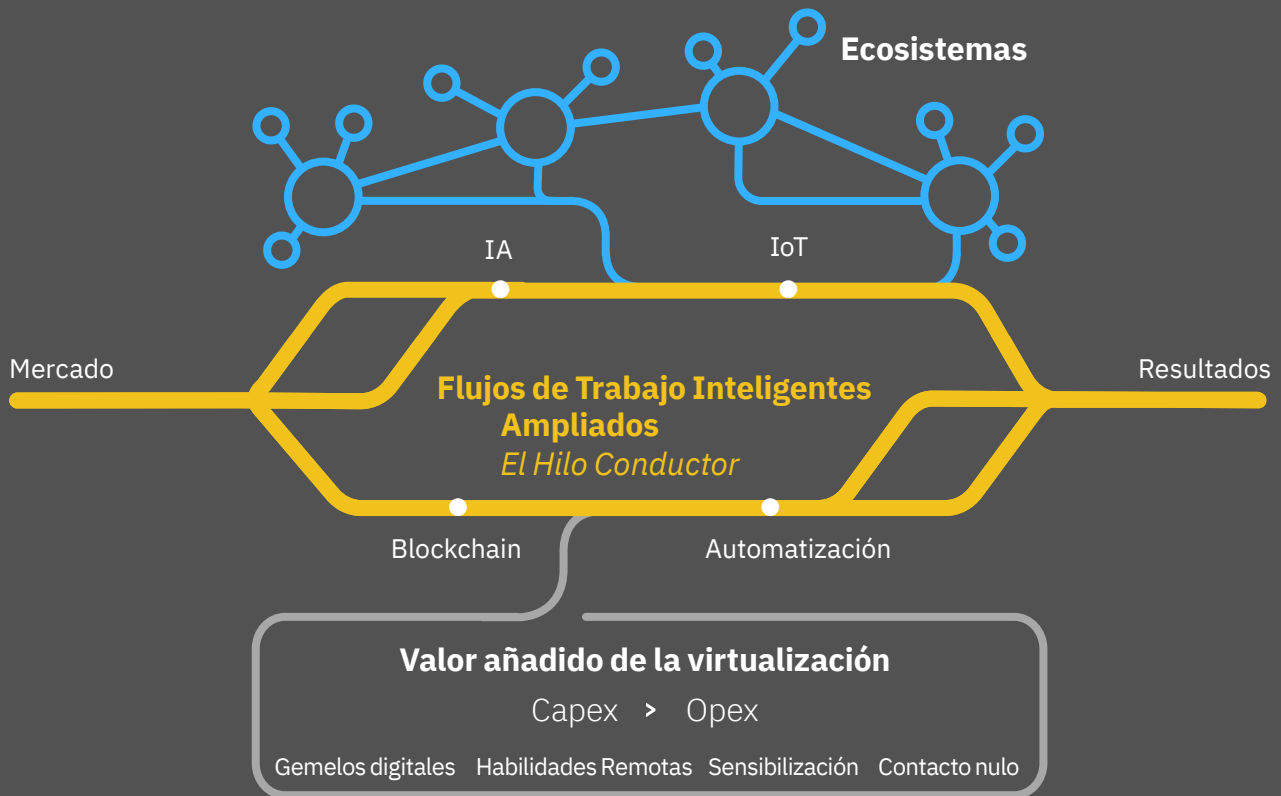 Ecosistemas
IA
IoT
Mercado
Resultados
Flujos de Trabajo Inteligentes
Ampliados
El Hilo Conductor
Blockchain
Automatización
Valor añadido de la virtualización
Capex > Opex
Gemelos digitales Habilidades Remotas Sensibilización Contacto nulo